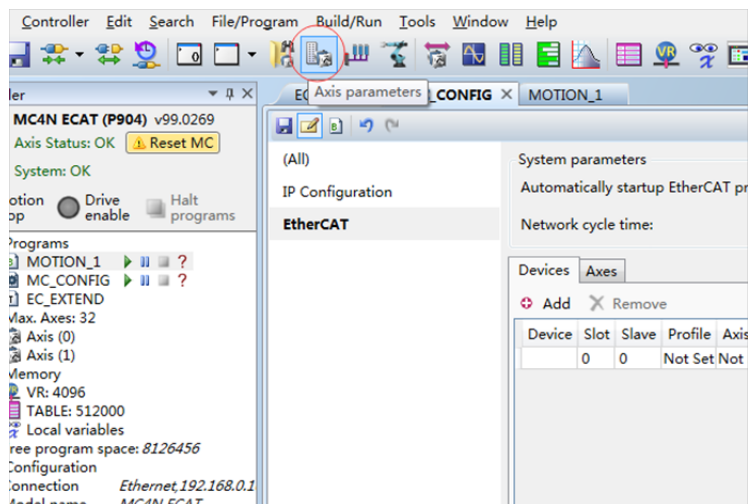 Controller Edit Search File/Program Build/Run Tools Window Help
Axis parameters
CONFIG
MOTION_1
MC4N ECAT (P904) v99.0269
Axis Status: OK Reset MC
System: OK
Drive enable
Halt programs
Programs
MOTION_1 ?
MC_CONFIG ?
EC_EXTEND
Max. Axes: 32
Axis (0)
Axis (1)
Memory
VR: 4096
TABLE: 512000
Local variables
ree program space: 8126456
Configuration
Connection Ethernet,192.168.0.1
Model name MC4N ECAT
(All)
IP Configuration
EtherCAT
System parameters
Automatically startup EtherCAT pr
Network cycle time:
Devices Axes
Add Remove
Device Slot Slave Profile Axis
0 0 Not Set Not